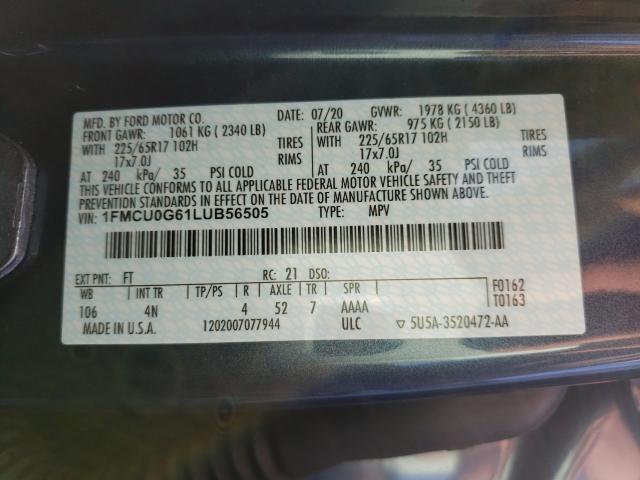 MFD. BY FORD MOTOR CO. DATE: 07/20 GVWR: 1978 KG ( 4360 LB)
FRONT GAWR: 1061 KG ( 2340 LB) REAR GAWR: 975 KG ( 2150 LB)
WITH 225/65R17 102H TIRES WITH 225/65R17 102H TIRES
17x7.0J RIMS 17x7.0J RIMS
AT 240 kPa/ 35 PSI COLD AT 240 kPa/ 35 PSI COLD
THIS VEHICLE CONFORMS TO ALL APPLICABLE FEDERAL MOTOR VEHICLE SAFETY AND THEFT
PREVENTION STANDARDS IN EFFECT ON THE DATE OF MANUFACTURE SHOWN ABOVE.
VIN: 1FMCU0G61LUB56505 TYPE: MPV
EXT PNT: FT RC: 21 DSO: F0162
WB INT TR TP/PS R AXLE TR SPR T0163
106 4N 4 52 7 AAAA
MADE IN U.S.A. 1202007077944 ULC ▽ 5U5A-3520472-AA